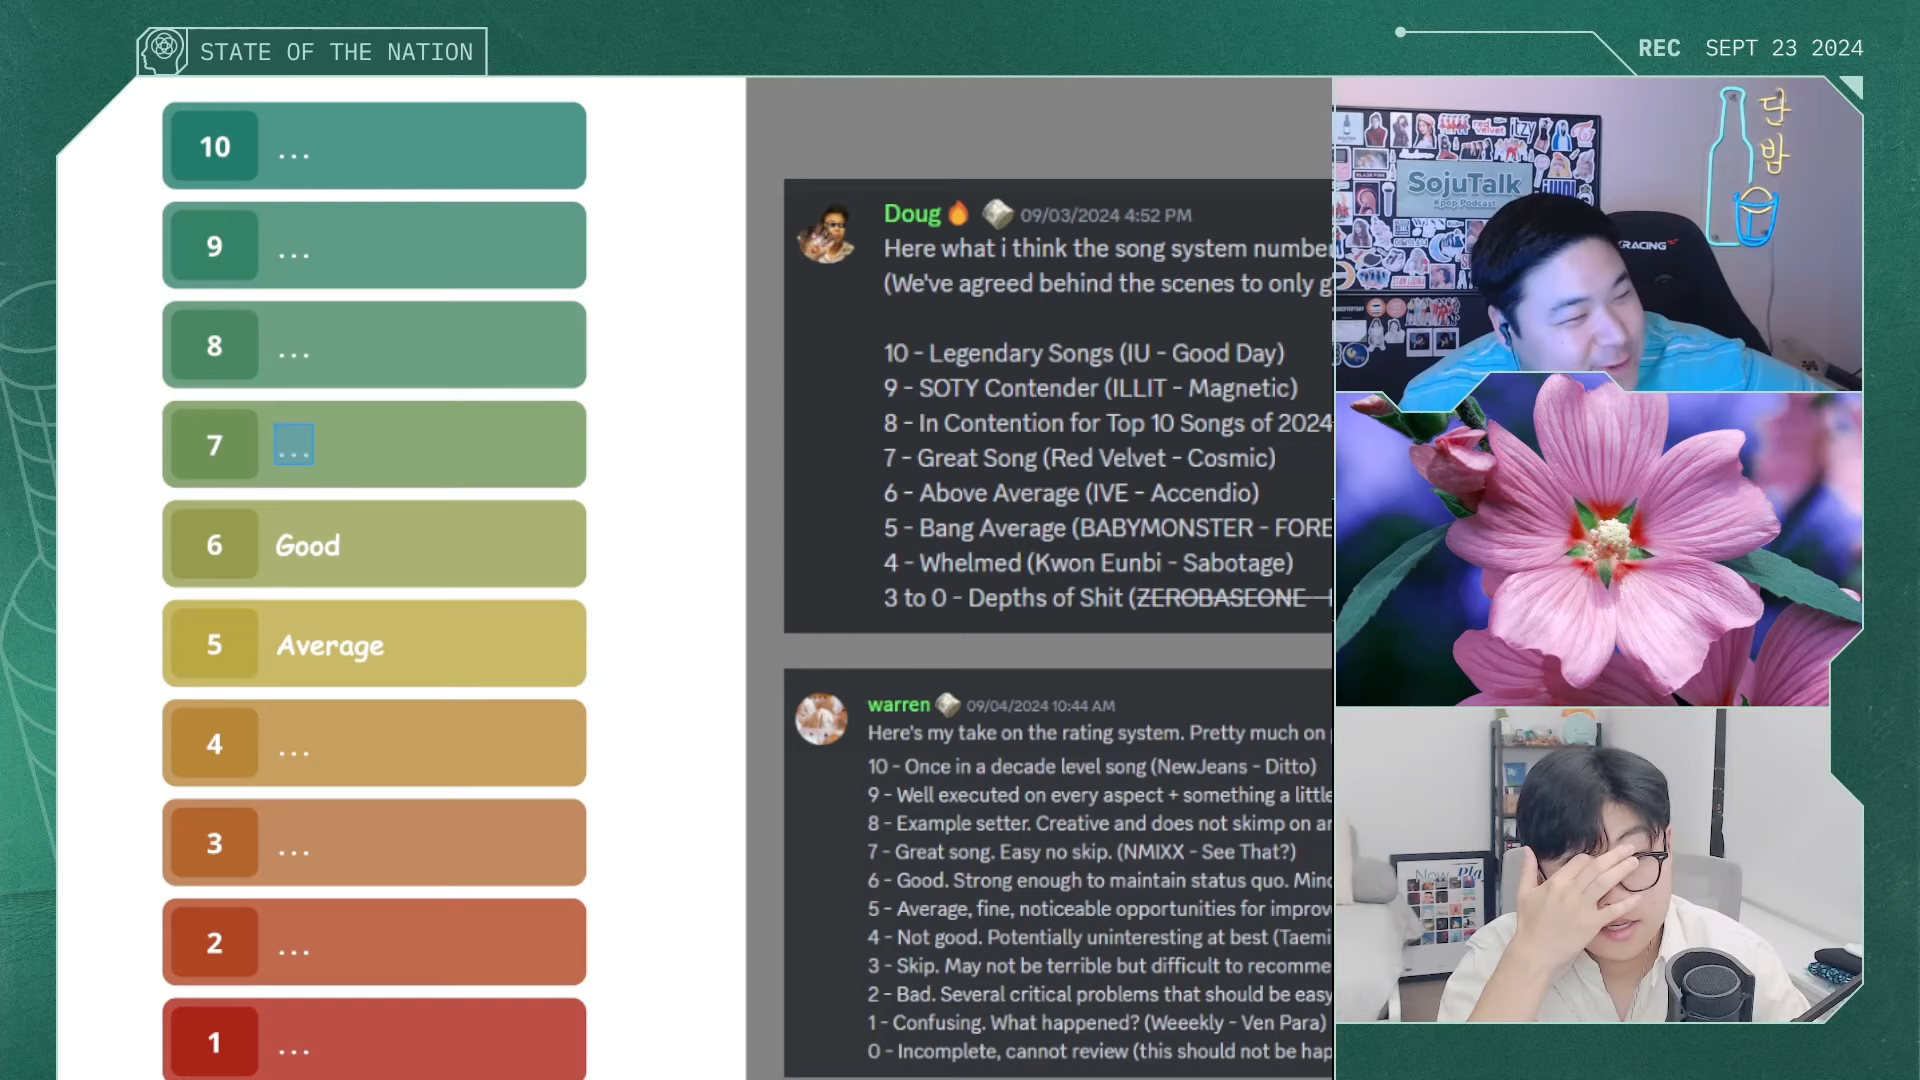 STATE OF THE NATION
REC SEPT 23 2024
10 ...
9 ...
8 ...
7 ...
6 Good
5 Average
4 ...
3 ...
2 ...
1 ...
Doug 09/03/2024 4:52 PM
Here what i think the song system number
(We've agreed behind the scenes to only g
10 - Legendary Songs (IU - Good Day)
9 - SOTY Contender (ILLIT - Magnetic)
8 - In Contention for Top 10 Songs of 2024
7 - Great Song (Red Velvet - Cosmic)
6 - Above Average (IVE - Accendio)
5 - Bang Average (BABYMONSTER - FORE
4 - Whelmed (Kwon Eunbi - Sabotage)
3 to 0 - Depths of Shit (ZEROBASEONE -
warren 09/04/2024 10:44 AM
Here's my take on the rating system. Pretty much on
10 - Once in a decade level song (NewJeans - Ditto)
9 - Well executed on every aspect + something a little
8 - Example setter. Creative and does not skimp on ar
7 - Great song. Easy no skip. (NMIXX - See That?)
6 - Good. Strong enough to maintain status quo. Minc
5 - Average, fine, noticeable opportunities for improv
4 - Not good. Potentially uninteresting at best (Taemi
3 - Skip. May not be terrible but difficult to recomme
2 - Bad. Several critical problems that should be easy
1 - Confusing. What happened? (Weeekly - Ven Para)
0 - Incomplete, cannot review (this should not be hap
red velvet
itzy
SojuTalk
Kpop Podcast
RACING
단
밤
Now Pla